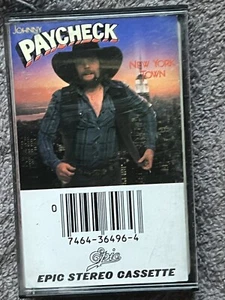 JOHNNY
PAYCHECK
NEW YORK
TOWN
0
7464-36496-4
Epic
EPIC STEREO CASSETTE